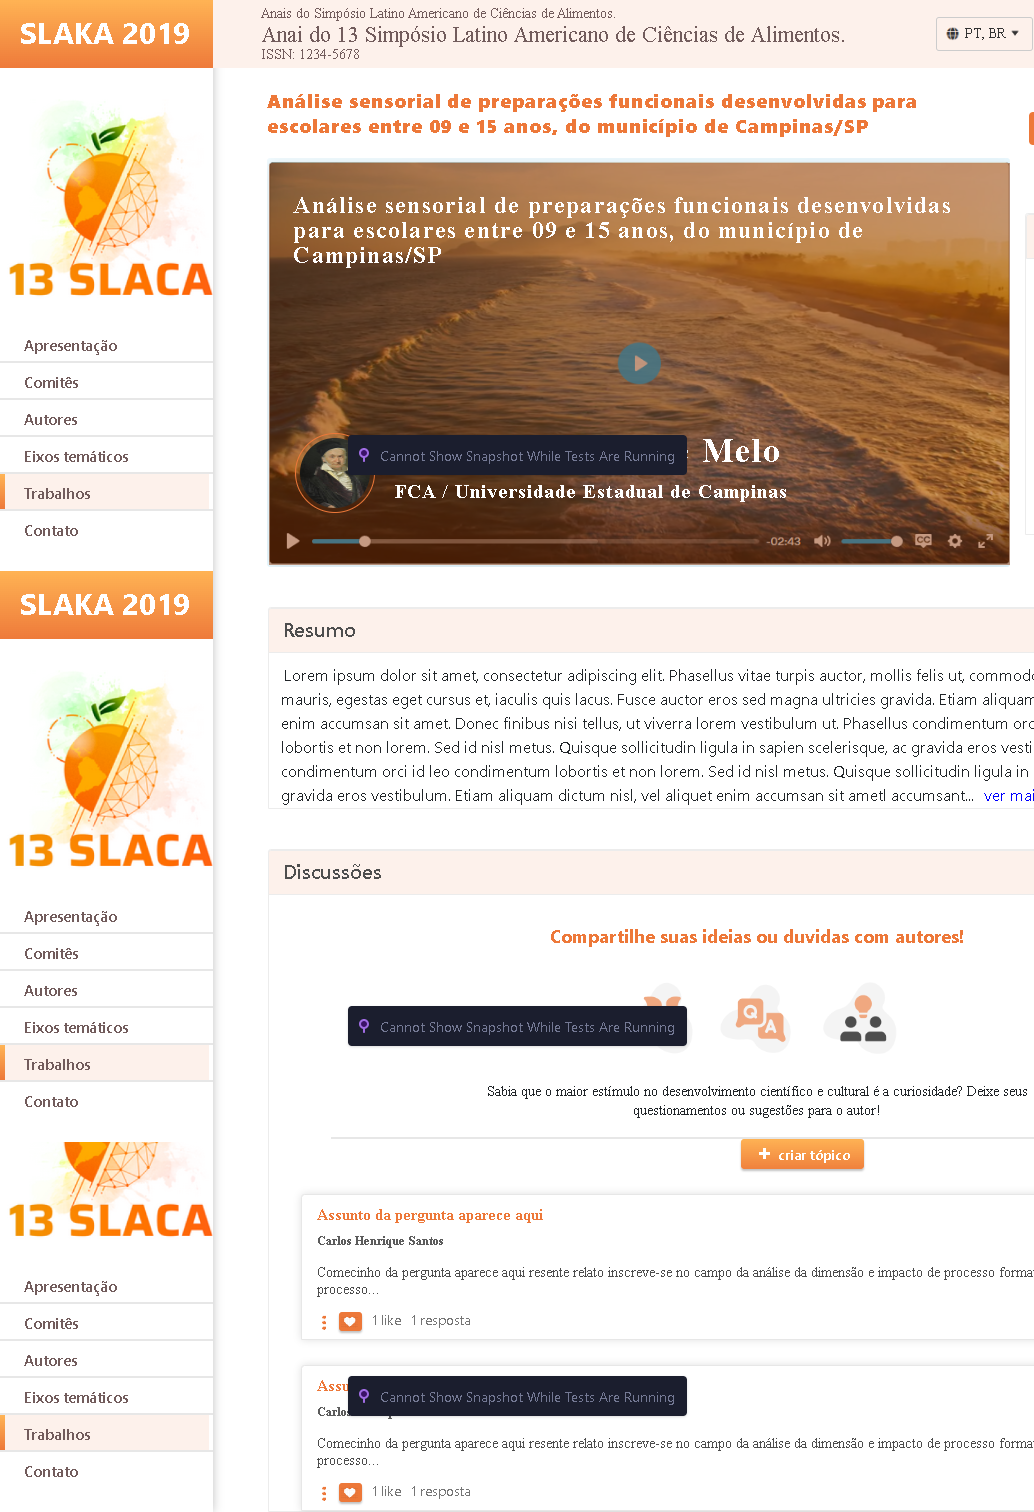 SLAKA 2019
Anais do Simpósio Latino Americano de Ciências de Alimentos.
Anai do 13 Simpósio Latino Americano de Ciências de Alimentos.
ISSN: 1234-5678
PT, BR
13 SLACA
Apresentação
Comitês
Autores
Eixos temáticos
Trabalhos
Contato
Análise sensorial de preparações funcionais desenvolvidas para
escolares entre 09 e 15 anos, do município de Campinas/SP
Análise sensorial de preparações funcionais desenvolvidas
para escolares entre 09 e 15 anos, do município de
Campinas/SP
Cannot Show Snapshot While Tests Are Running
Melo
FCA / Universidade Estadual de Campinas
-02:43
CC
SLAKA 2019
13 SLACA
Apresentação
Comitês
Autores
Eixos temáticos
Trabalhos
Contato
Resumo
Lorem ipsum dolor sit amet, consectetur adipiscing elit. Phasellus vitae turpis auctor, mollis felis ut, commod
mauris, egestas eget cursus et, iaculis quis lacus. Fusce auctor eros sed magna ultricies gravida. Etiam aliquam
enim accumsan sit amet. Donec finibus nisi tellus, ut viverra lorem vestibulum ut. Phasellus condimentum orc
lobortis et non lorem. Sed id nisl metus. Quisque sollicitudin ligula in sapien scelerisque, ac gravida eros vesti
condimentum orci id leo condimentum lobortis et non lorem. Sed id nisl metus. Quisque sollicitudin ligula in
gravida eros vestibulum. Etiam aliquam dictum nisl, vel aliquet enim accumsan sit ametl accumsant... ver mai
Discussões
Compartilhe suas ideias ou duvidas com autores!
Cannot Show Snapshot While Tests Are Running
Q A
Sabia que o maior estímulo no desenvolvimento científico e cultural é a curiosidade? Deixe seus
questionamentos ou sugestões para o autor!
criar tópico
13 SLACA
Apresentação
Comitês
Autores
Eixos temáticos
Trabalhos
Contato
Assunto da pergunta aparece aqui
Carlos Henrique Santos
Comecinho da pergunta aparece aqui resente relato inscreve-se no campo da análise da dimensão e impacto de processo forma
processo...
1 like 1 resposta
Assu
Cannot Show Snapshot While Tests Are Running
Carlos
Comecinho da pergunta aparece aqui resente relato inscreve-se no campo da análise da dimensão e impacto de processo forma
processo...
1 like 1 resposta